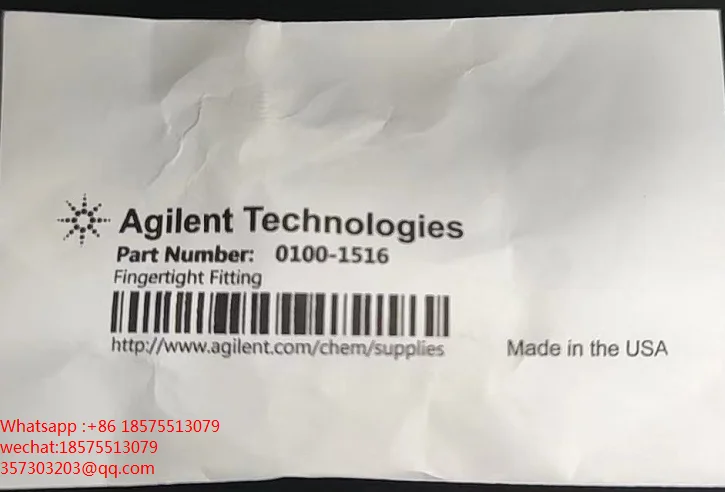 Agilent Technologies
Part Number: 0100-1516
Fingertight Fitting
http://www.agilent.com/chem/supplies
Made in the USA
Whatsapp :+86 18575513079
wechat:18575513079
357303203@qq.com